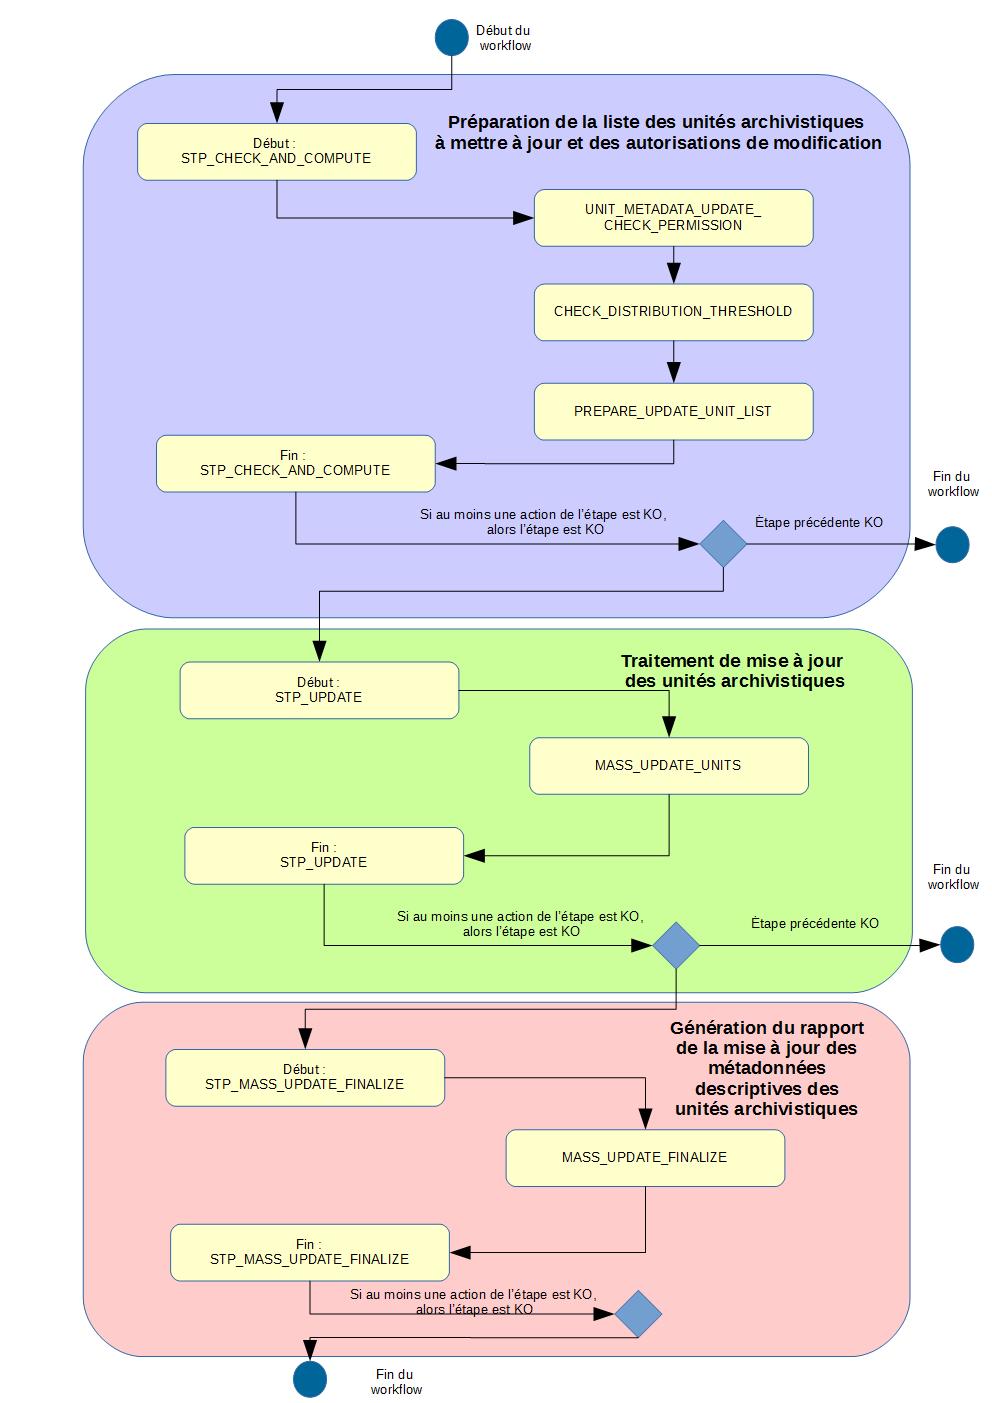 Début du
workflow
Préparation de la liste des unités archivistiques
à mettre à jour et des autorisations de modification
Début :
STP_CHECK_AND_COMPUTE
UNIT_METADATA_UPDATE_
CHECK_PERMISSION
CHECK_DISTRIBUTION_THRESHOLD
PREPARE_UPDATE_UNIT_LIST
Fin :
STP_CHECK_AND_COMPUTE
Fin du
workflow
Si au moins une action de l'étape est KO,
alors l'étape est KO
Étape précédente KO
Traitement de mise à jour
des unités archivistiques
Début :
STP_UPDATE
MASS_UPDATE_UNITS
Fin :
STP_UPDATE
Fin du
workflow
Si au moins une action de l'étape est KO,
alors l'étape est KO
Étape précédente KO
Génération du rapport
de la mise à jour des
métadonnées
descriptives des
unités archivistiques
Début :
STP_MASS_UPDATE_FINALIZE
MASS_UPDATE_FINALIZE
Fin :
STP_MASS_UPDATE_FINALIZE
Si au moins une action de l'étape est KO,
alors l'étape est KO
Fin du
workflow